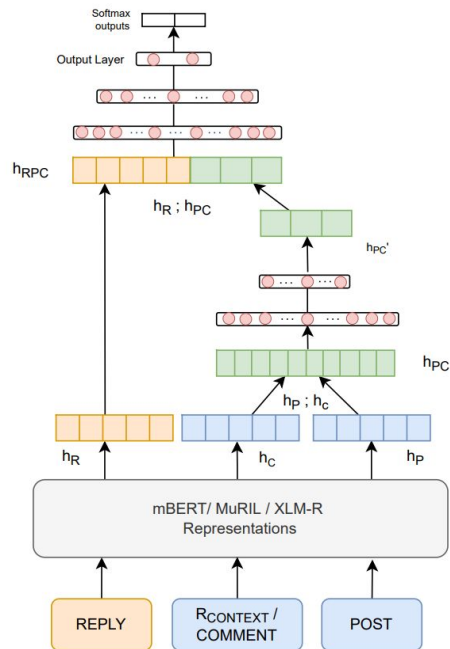 Softmax
outputs
Output Layer
...
... ...
hRPC
hR ; hPC
hPC'
...
... ...
hPC
hP ; hc
hR
hC
hP
mBERT/ MuRIL / XLM-R
Representations
REPLY
RCONTEXT /
COMMENT
POST